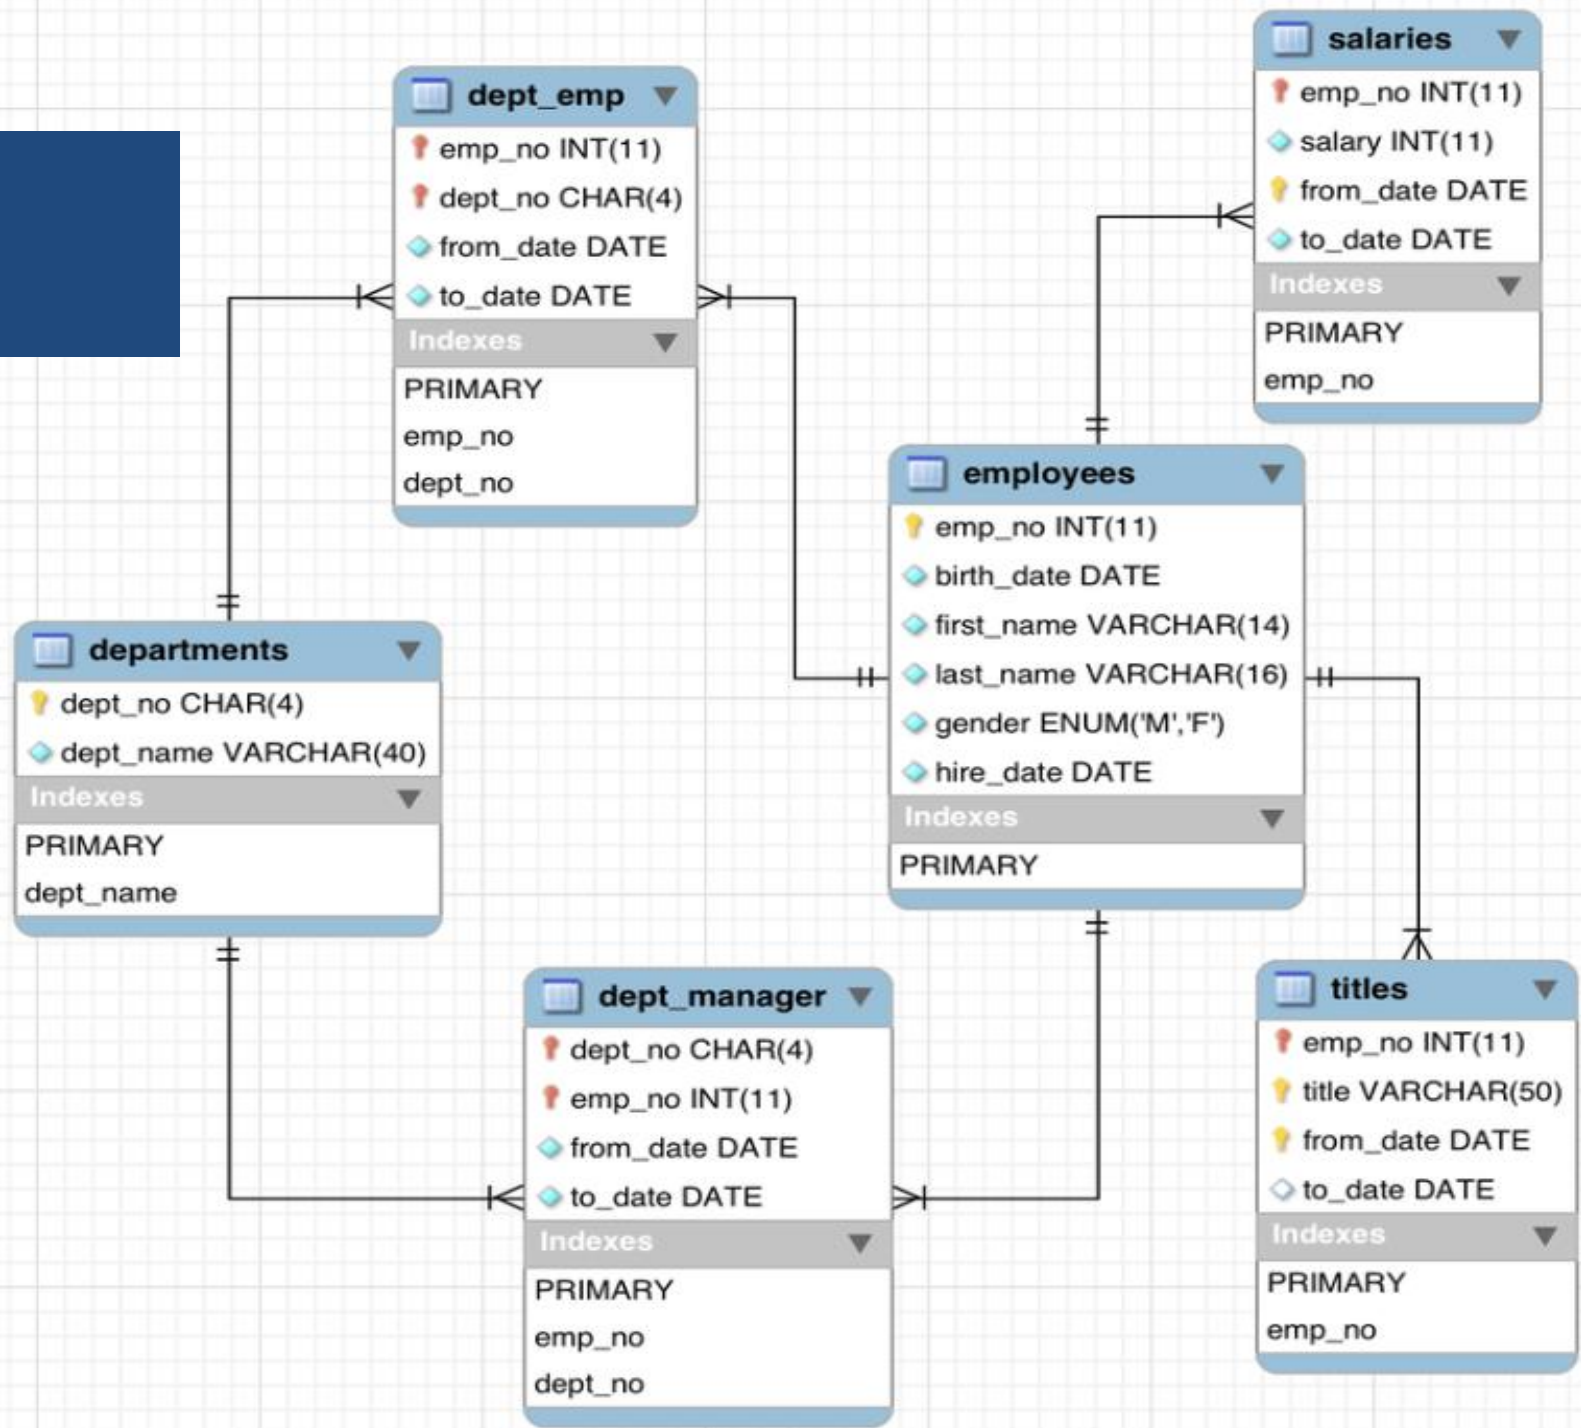 salaries
emp_no INT(11)
salary INT(11)
from_date DATE
to_date DATE
Indexes
PRIMARY
emp_no
dept_emp
emp_no INT(11)
dept_no CHAR(4)
from_date DATE
to_date DATE
Indexes
PRIMARY
emp_no
dept_no
employees
emp_no INT(11)
birth_date DATE
first_name VARCHAR(14)
last_name VARCHAR(16)
gender ENUM('M','F')
hire_date DATE
Indexes
PRIMARY
departments
dept_no CHAR(4)
dept_name VARCHAR(40)
Indexes
PRIMARY
dept_name
dept_manager
dept_no CHAR(4)
emp_no INT(11)
from_date DATE
to_date DATE
Indexes
PRIMARY
emp_no
dept_no
titles
emp_no INT(11)
title VARCHAR(50)
from_date DATE
to_date DATE
Indexes
PRIMARY
emp_no